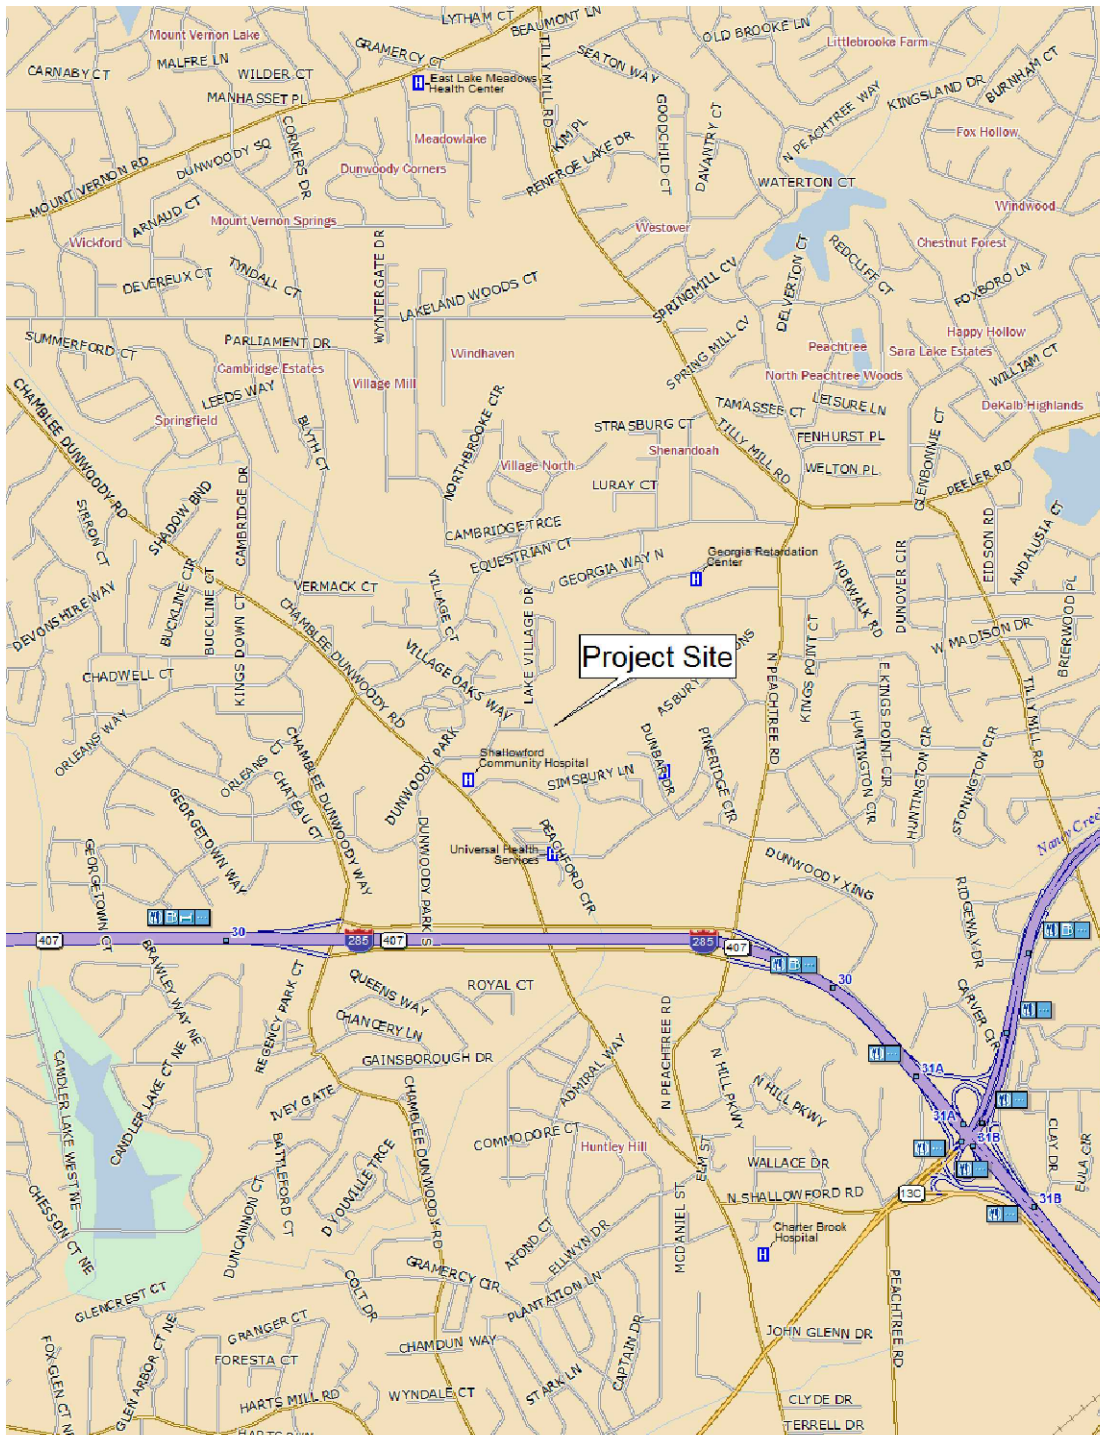 LYTHAM CT
BEAUMONT LN
OLD BROOKE LN
Mount Vernon Lake
MALFRE LN
CARNABY CT
WILDER CT
GRAMERCY CT
TILLY MILL RD
SEATON WAY
Littlebrooke Farm
BURNHAM CT
KINGSLAND DR
East Lake Meadows
Health Center
MANHASSET PL
GOODCHILD CT
DAVANTRY CT
N PEACHTREE WAY
CORNERS DR
KIM PL
Meadowlake
Fox Hollow
DUNWOODY SQ
Dunwoody Corners
RENFROE LAKE DR
MOUNT VERNON RD
WATERTON CT
ARNAUD CT
Mount Vernon Springs
Wickford
Westover
Windwood
Chestnut Forest
WYNTERGATE DR
REDCLIFF CT
DELVERTON CT
DEVEREUX CT
TYNDALL CT
LAKELAND WOODS CT
SPRINGMILL CV
FOXBORO LN
SUMMERFORD CT
PARLIAMENT DR
Happy Hollow
Peachtree
Sara Lake Estates
Windhaven
SPRING MILL CV
WILLIAM CT
Cambridge Estates
Village Mill
North Peachtree Woods
LEEDS WAY
CHAMBLEE DUNWOODY RD
Springfield
NORTHBROOKE CIR
TAMASSEE CT
LEISURE LN
DeKalb Highlands
BLYTH CT
STRASBURG CT
TILLY MILL RD
FENHURST PL
Shenandoah
GLENBONNIE CT
Village North
WELTON PL
PEELER RD
LURAY CT
SHADOW BND
CAMBRIDGE DR
SIRRON CT
CAMBRIDGE TRCE
EIDSON RD
ANDALUSIA CT
EQUESTRIAN CT
GEORGIA WAY N
Georgia Retardation
Center
DUNOVER CIR
NORWALK RD
VERMACK CT
VILLAGE CT
DEVONSHIRE WAY
BUCKLINE CIR
BUCKLINE CT
KINGS DOWN CT
CHAMBLEE DUNWOODY RD
LAKE VILLAGE DR
KINGS POINT CT
W MADISON DR
BRIERWOOD PL
Project Site
CHADWELL CT
VILLAGE OAKS WAY
N PEACHTREE RD
E KINGS POINT CIR
TILLY MILL RD
ORLEANS WAY
HUNTINGTON CIR
HUNTINGTON CIR
STONINGTON CIR
DUNBAR DR
PINERIDGE CIR
DUNWOODY PARK
Shallowford
Community Hospital
SIMSBURY LN
ORLEANS CT
CHATEAU CT
CHAMBLEE DUNWOODY WAY
GEORGETOWN WAY
PEACHFORD CIR
Universal Health
Services
DUNWOODY PARK S
DUNWOODY XING
GEORGETOWN CT
RIDGEWAY DR
30
407
285
407
285
407
30
BRAWLEY WAY NE
QUEENS WAY
ROYAL CT
CARVER CIR
REGENCY PARK CT
CHANCERY LN
N PEACHTREE RD
GAINSBOROUGH DR
ADMIRAL WAY
N HILL PKWY
N HILL PKWY
31A
31A
31B
CANDLER LAKE WEST NE
CANDLER LAKE CT NE
IVEY GATE
CHAMBLEE DUNWOODY RD
COMMODORE CT
Huntley Hill
CLAY DR
EULA CIR
BATTLEFORD CT
D YOUVILLE TRCE
ELM ST
WALLACE DR
N SHALLOWFORD RD
13C
31B
CHESSON CT NE
DUNCANNON CT
MCDANIEL ST
AFOND CT
ELLWYN DR
Charter Brook
Hospital
GRAMERCY CIR
COLT DR
PLANTATION LN
GLENCREST CT
PEACHTREE RD
GRANGER CT
CHAMDUN WAY
CAPTAIN DR
JOHN GLENN DR
FOX GLEN CT NE
GLEN ARBOR CT NE
FORESTA CT
STARK LN
HARTS MILL RD
WYNDALE CT
CLYDE DR
TERRELL DR